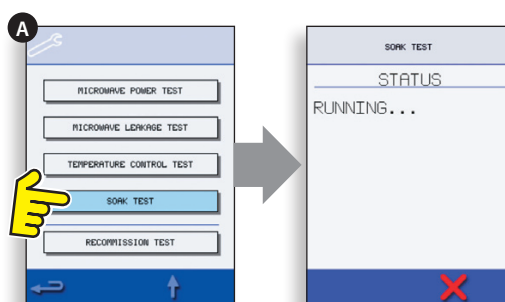 A
MICROWAVE POWER TEST
MICROWAVE LEAKAGE TEST
TEMPERATURE CONTROL TEST
SOAK TEST
RECOMMISSION TEST
SOAK TEST
STATUS
RUNNING...